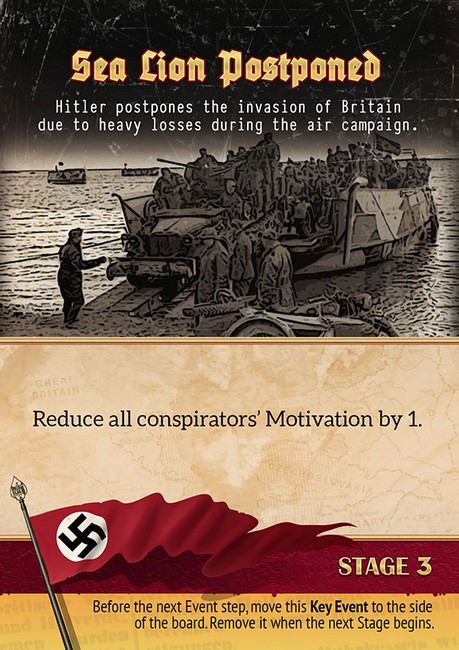 Sea Lion Postponed
Hitler postpones the invasion of Britain
due to heavy losses during the air campaign.
GREAT
BRITAIN
Reduce all conspirators’ Motivation by 1.
STAGE 3
Before the next Event step, move this Key Event to the side
of the board. Remove it when the next Stage begins.